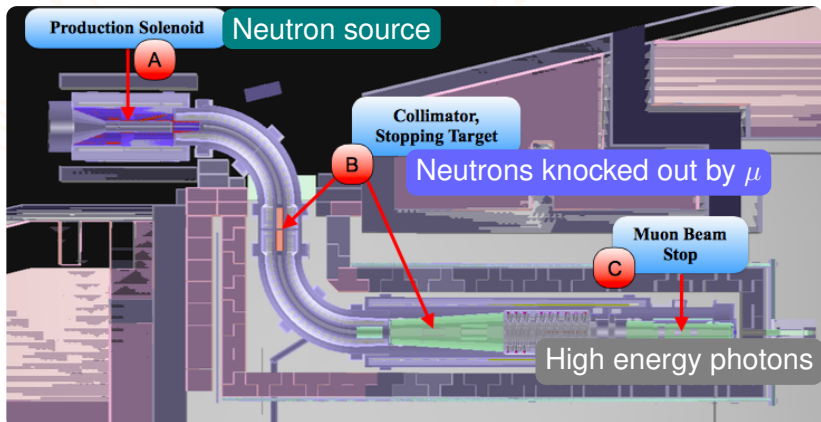 Production Solenoid
Neutron source
A
Collimator,
Stopping Target
B
Neutrons knocked out by μ
Muon Beam
Stop
C
High energy photons